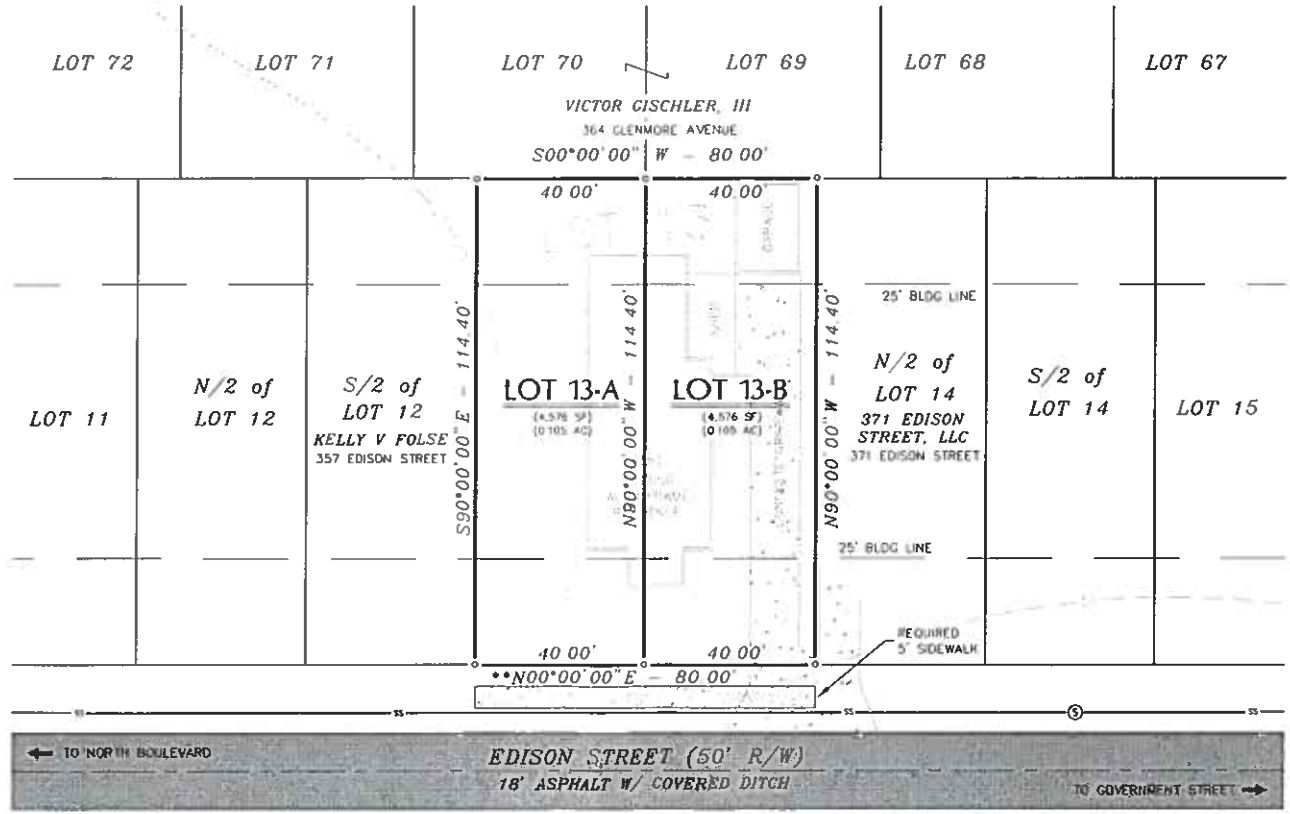 LOT 72
LOT 71
LOT 70
LOT 69
LOT 68
LOT 67
VICTOR GISCHLER, III
364 GLENMORE AVENUE
S00°00'00" W - 80 00'
40 00'
40 00'
GARAGE
25' BLDG LINE
LOT 11
N/2 of
LOT 12
S/2 of
LOT 12
KELLY V FOLSE
357 EDISON STREET
S90°00'00" E - 114.40'
LOT 13-A
(4,576 SF)
(0.105 AC)
N90°00'00" W - 114 40'
LOT 13-B
(4,576 SF)
(0 105 AC)
N90°00'00" W - 114.40'
N/2 of
LOT 14
371 EDISON
STREET, LLC
371 EDISON STREET
S/2 of
LOT 14
LOT 15
25' BLDG LINE
REQUIRED
5' SIDEWALK
40 00'
40 00'
**N00°00'00" E - 80 00'
SS
SS
S
SS
TO NORTH BOULEVARD
EDISON STREET (50' R/W)
18' ASPHALT W/ COVERED DITCH
TO GOVERNMENT STREET